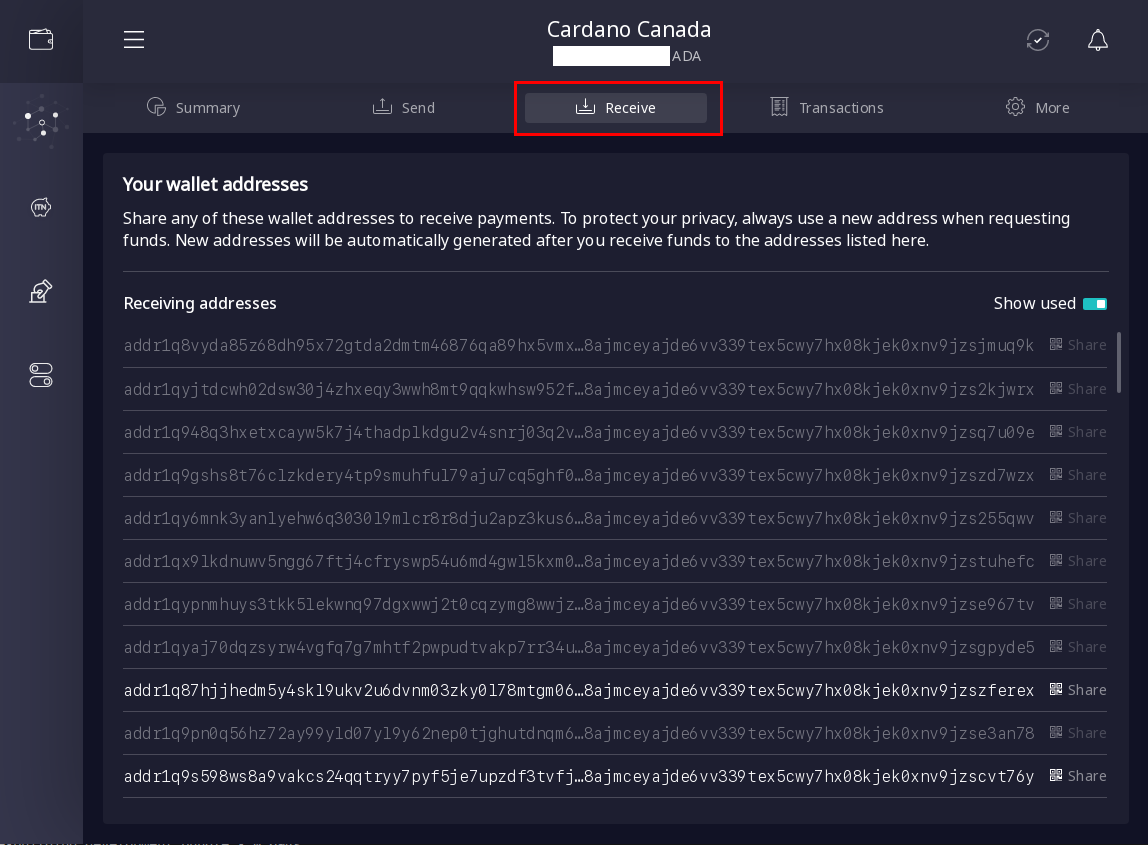 Cardano Canada
ADA
Summary
Send
Receive
Transactions
More
ITN
Your wallet addresses
Share any of these wallet addresses to receive payments. To protect your privacy, always use a new address when requesting
funds. New addresses will be automatically generated after you receive funds to the addresses listed here.
Receiving addresses
Show used
addr1q8vyda85z68dh95x72gtda2dmtm46876qa89hx5vmx…8ajmceyajde6vv339tex5cwy7hx08kjek0xnv9jzsjmuq9k Share
addr1qyjtdcwh02dsw30j4zhxeqy3wwh8mt9qqkwhsw952f…8ajmceyajde6vv339tex5cwy7hx08kjek0xnv9jzs2kjwrx Share
addr1q948q3hxetxcayw5k7j4thadplkdgu2v4snrj03q2v…8ajmceyajde6vv339tex5cwy7hx08kjek0xnv9jzsq7u09e Share
addr1q9gshs8t76clzkdery4tp9smuhful79aju7cq5ghf0…8ajmceyajde6vv339tex5cwy7hx08kjek0xnv9jzszd7wzx Share
addr1qy6mnk3yanlyehw6q3030l9mlcr8r8dju2apz3kus6…8ajmceyajde6vv339tex5cwy7hx08kjek0xnv9jzs255qwv Share
addr1qx9lkdnuwv5ngg67ftj4cfryswp54u6md4gwl5kxm0…8ajmceyajde6vv339tex5cwy7hx08kjek0xnv9jzstuhefc Share
addr1qypnmhuys3tkk5lekwnq97dgxwwj2t0cqzymg8wwjz…8ajmceyajde6vv339tex5cwy7hx08kjek0xnv9jzse967tv Share
addr1qyaj70dqzsyrw4vgfq7g7mhtf2pwpudtvakp7rr34u…8ajmceyajde6vv339tex5cwy7hx08kjek0xnv9jzsgpyde5 Share
addr1q87hjjhedm5y4skl9ukv2u6dvnm03zky0l78mtgm06…8ajmceyajde6vv339tex5cwy7hx08kjek0xnv9jzszferex Share
addr1q9pn0q56hz72ay99yld07yl9y62nep0tjghutdnqm6…8ajmceyajde6vv339tex5cwy7hx08kjek0xnv9jzse3an78 Share
addr1q9s598ws8a9vakcs24qqtryy7pyf5je7upzdf3tvfj…8ajmceyajde6vv339tex5cwy7hx08kjek0xnv9jzscvt76y Share